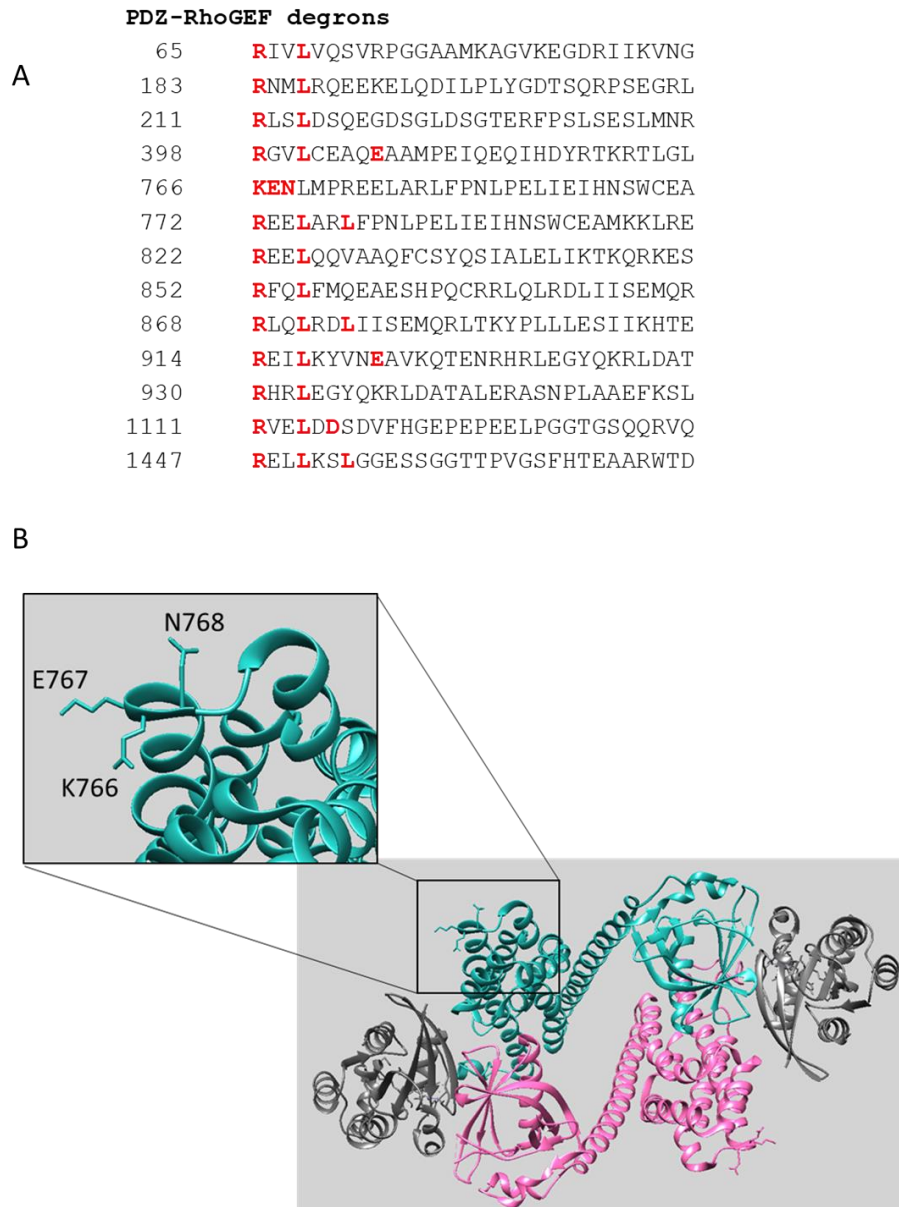 PDZ-RhoGEF degrons
A
65 RIVLVQSVRPGGAAMKAGVKEGDRIIKVNG
183 RNMLRQEEKELQDILPLYGDTSQRPSEGRL
211 RLSLDSQEGDSGLDSGTERFPSLSESLMNR
398 RGVLCEAQEAAMPEIQEQIHDYRTKRTLGL
766 KENLMPREELARLFPNLPELIEIHNSWCEA
772 REELARLFPNLPELIEIHNSWCEAMKKLRE
822 REELQQVAAQFCSYQSIALELIKTKQRKES
852 RFQLFMQEAESHPQCRRLQLRDLIISEMQR
868 RLQLRDLIISEMQRLTKYPLLLESIIKHTE
914 REILKYVNEAVKQTENRHRLEGYQKRLDAT
930 RHRLEGYQKRLDATALERASNPLAAEFKSL
1111 RVELDDSDVFHGEPEPEELPGGTGSQQRVQ
1447 RELLKSLGGESSGGTTPVGSFHTEAARWTD
B
N768
E767
K766